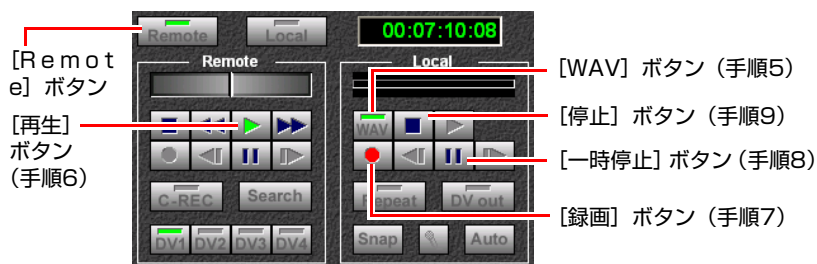 Remote
Local
00:07:10:08
[Remot
e] ボタン
Remote
Local
[WAV] ボタン（手順5）
[再生]
ボタン
（手順6）
WAV
[停止] ボタン（手順9）
[一時停止] ボタン（手順8）
C-REC
Search
Repeat
DV out
[録画] ボタン（手順7）
DV1
DV2
DV3
DV4
Snap
Auto